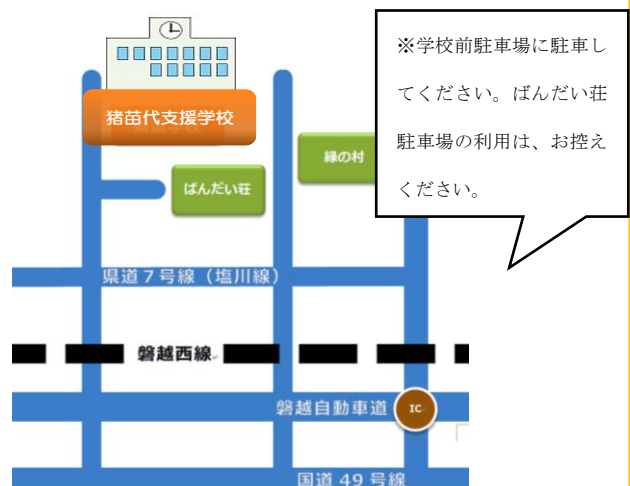 ※学校前駐車場に駐車し
てください。ばんだい荘
駐車場の利用は、お控え
ください。
猪苗代支援学校
緑の村
ばんだい荘
県道7号線（塩川線）
磐越西線
磐越自動車道
IC
国道 49 号線